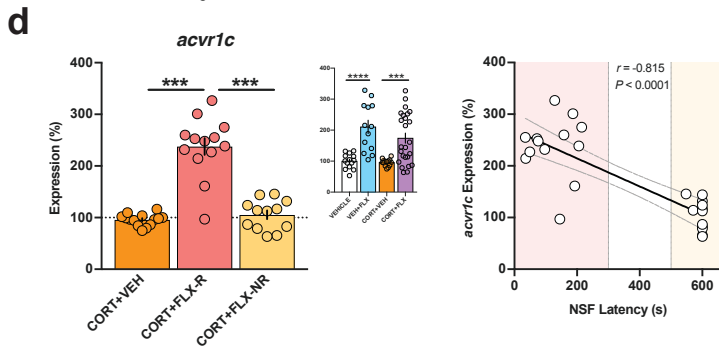 d
acvr1c
***
***
Expression (%)
400
300
200
100
0
CORT+VEH
CORT+FLX-R
CORT+FLX-NR
****
***
400
300
200
100
0
VEHICLE
VEH+FLX
CORT+VEH
CORT+FLX
r = -0.815
P < 0.0001
acvr1c Expression (%)
400
300
200
100
0
0
200
400
600
NSF Latency (s)